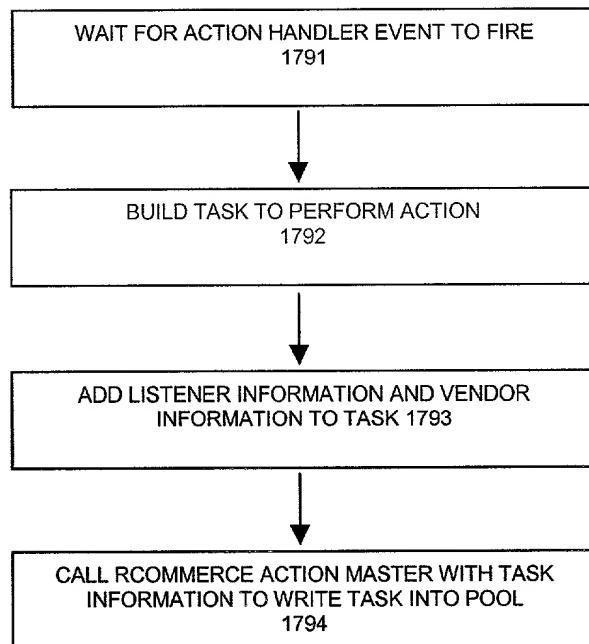 WAIT FOR ACTION HANDLER EVENT TO FIRE
1791
BUILD TASK TO PERFORM ACTION
1792
ADD LISTENER INFORMATION AND VENDOR
INFORMATION TO TASK 1793
CALL RCOMMERCE ACTION MASTER WITH TASK
INFORMATION TO WRITE TASK INTO POOL
1794